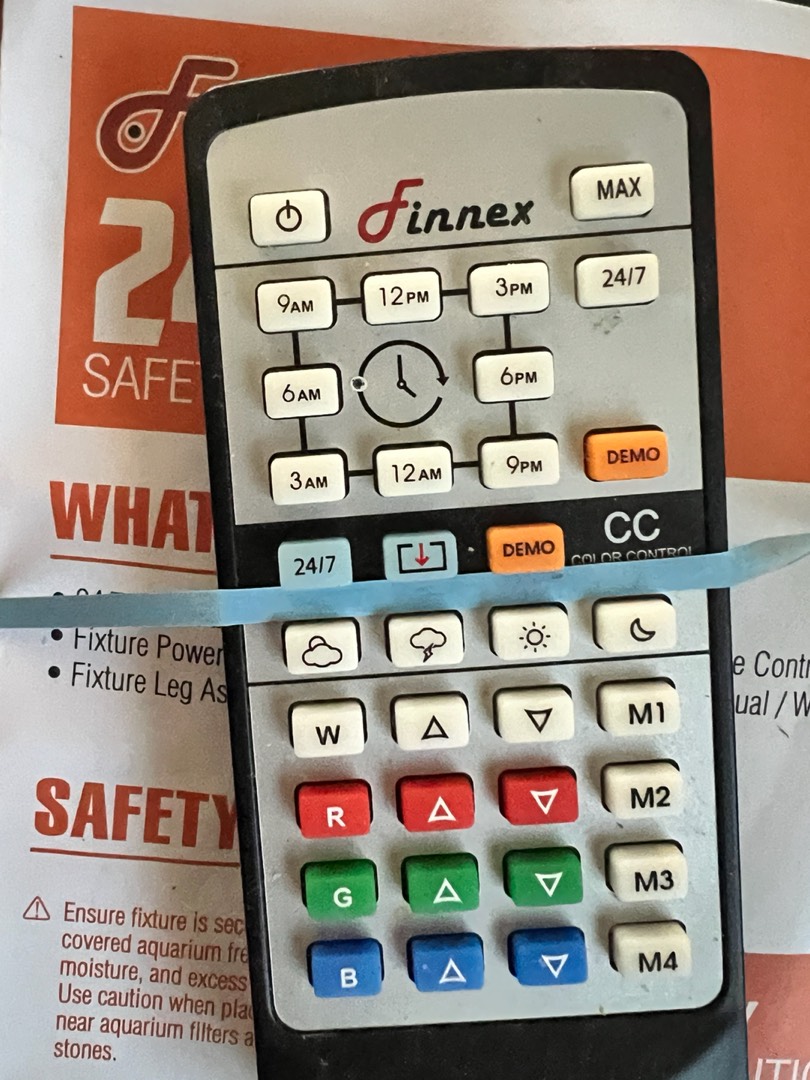 F
24
SAFE
Finnex
MAX
9AM
12PM
3PM
24/7
6AM
6PM
3AM
12AM
9PM
DEMO
WHAT
24/7
DEMO
CC
COLOR CONTROL
• Fixture Power
• Fixture Leg As
e Cont
ual / W
W
M1
R
M2
G
M3
B
M4
SAFETY
Ensure fixture is sec
covered aquarium fre
moisture, and excess
Use caution when pla
near aquarium filters a
stones.